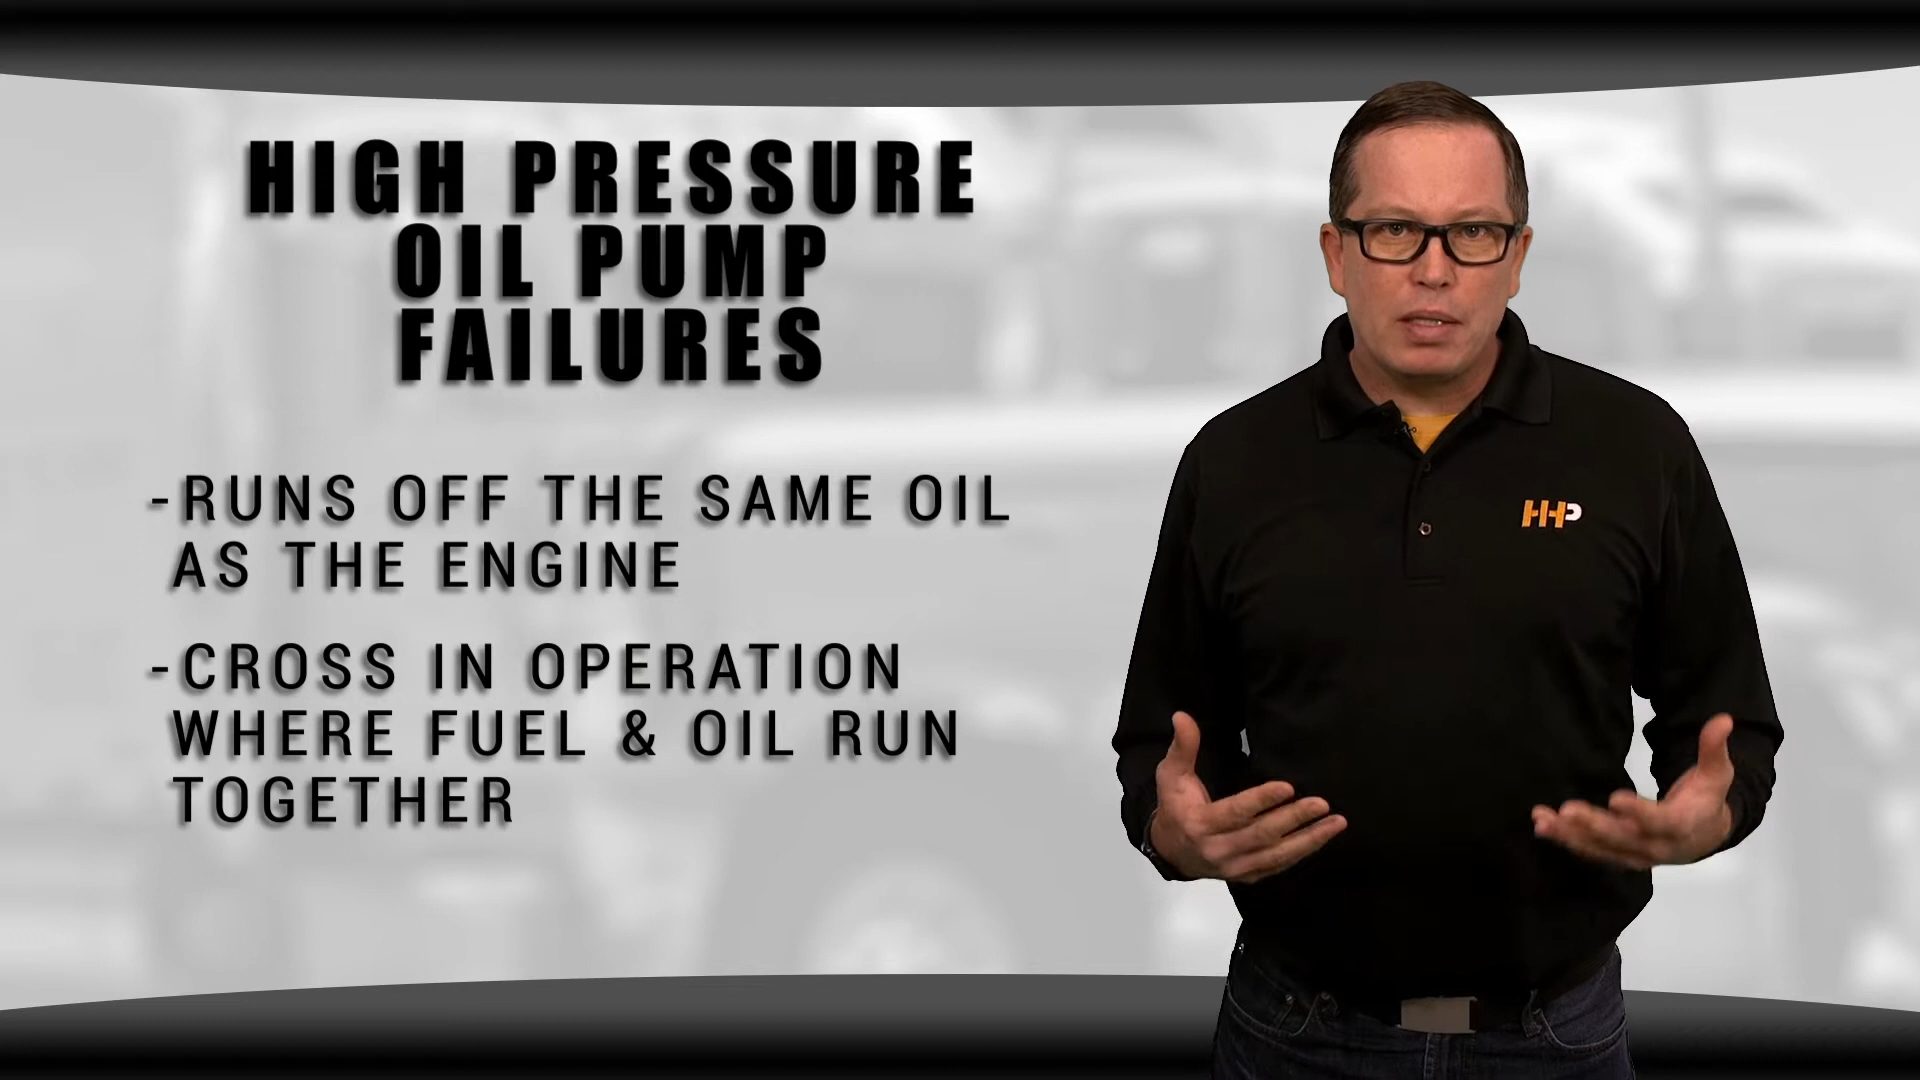 HIGH PRESSURE
OIL PUMP
FAILURES
-RUNS OFF THE SAME OIL
AS THE ENGINE
-CROSS IN OPERATION
WHERE FUEL & OIL RUN
TOGETHER
HHP